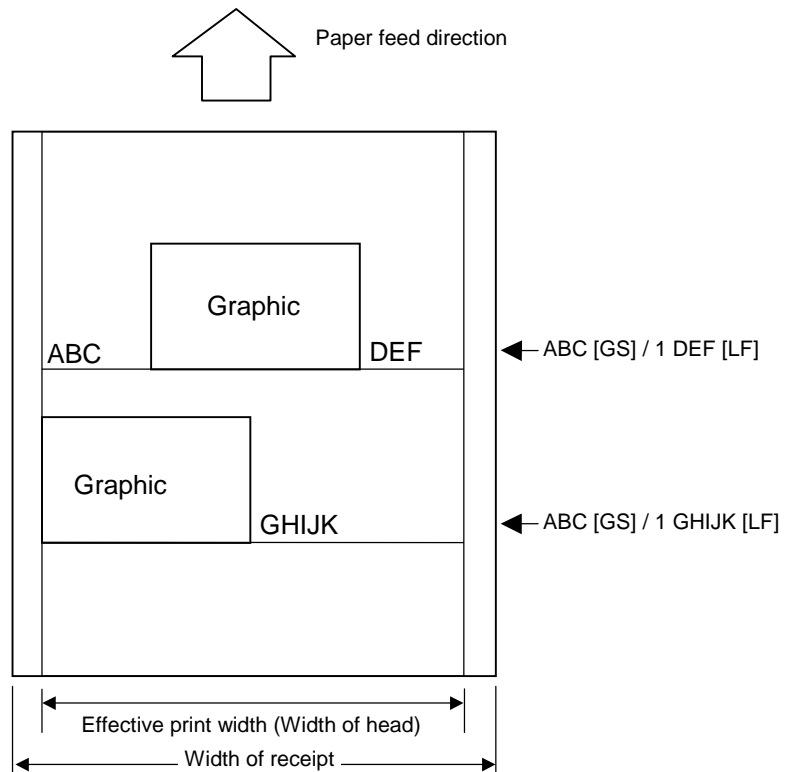 Paper feed direction
Graphic
ABC DEF
ABC [GS] / 1 DEF [LF]
Graphic
GHIJK
ABC [GS] / 1 GHIJK [LF]
Effective print width (Width of head)
Width of receipt